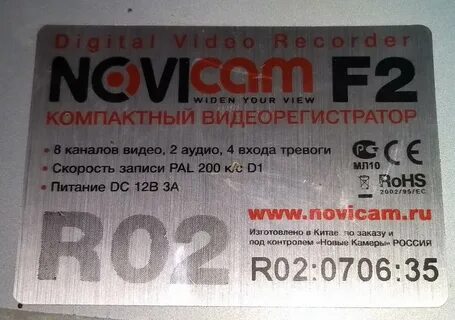 Digital Video Recorder
NOVICAM F2
WIDEN YOUR VIEW
КОМПАКТНЫЙ ВИДЕОРЕГИСТРАТОР
• 8 каналов видео, 2 аудио, 4 входа тревоги
• Скорость записи PAL 200 к/с D1
• Питание DC 12В 3А
МЛ10
CE
RoHS
2002/95/EC
www.novicam.ru
Изготовлено в Китае по заказу и
под контролем «Новые Камеры» РОССИЯ
R02
R02:0706:35